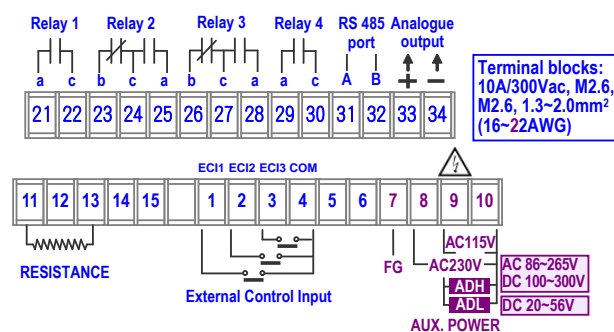 Relay 1 Relay 2 Relay 3 Relay 4 RS 485 port Analogue output
a c b c a b c a a c A B + −
21 22 23 24 25 26 27 28 29 30 31 32 33 34
Terminal blocks:
10A/300Vac, M2.6,
M2.6, 1.3~2.0mm²
(16~22AWG)
ECI1 ECI2 ECI3 COM
11 12 13 14 15 1 2 3 4 5 6 7 8 9 10
RESISTANCE
External Control Input
FG
AC115V
AC230V
AC 86~265V
DC 100~300V
ADH
ADL
DC 20~56V
AUX. POWER